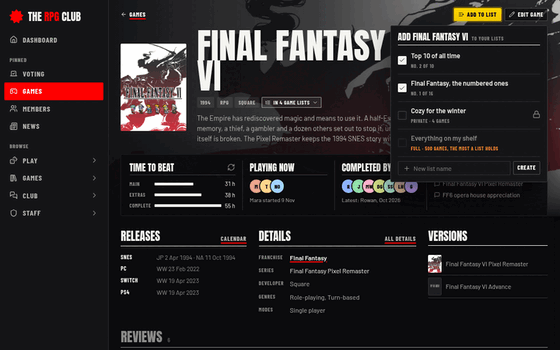 THE RPG CLUB
DASHBOARD
PINNED
VOTING
GAMES
MEMBERS
NEWS
BROWSE
PLAY
GAMES
CLUB
STAFF
← GAMES
ADD TO LIST
EDIT GAME
FINAL FANTASY
VI
1994 RPG SQUARE IN 4 GAME LISTS
The Empire has rediscovered magic and means to use it. A half-E
memory, a thief, a gambler and a dozen others set out to stop it,
itself is broken. The Pixel Remaster keeps the 1994 SNES story
ADD FINAL FANTASY VI TO YOUR LISTS
Top 10 of all time
NO. 2 OF 10
Final Fantasy, the numbered ones
NO. 1 OF 16
Cozy for the winter
PRIVATE · 4 GAMES
Everything on my shelf
FULL · 500 GAMES, THE MOST A LIST HOLDS
+ New list name
CREATE
TIME TO BEAT
MAIN 31 h
EXTRAS 38 h
COMPLETE 55 h
PLAYING NOW
M T NO
Mara started 9 Nov
COMPLETED BY
Latest: Rowan, Oct 2026
Final Fantasy VI Pixel Remaster
FF6 opera house appreciation
RELEASES
CALENDAR
SNES JP 2 Apr 1994 · NA 11 Oct 1994
PC WW 23 Feb 2022
SWITCH WW 19 Apr 2023
PS4 WW 19 Apr 2023
DETAILS
ALL DETAILS
FRANCHISE Final Fantasy
SERIES Final Fantasy Pixel Remaster
DEVELOPER Square
GENRES Role-playing, Turn-based
MODES Single player
VERSIONS
Final Fantasy VI Pixel Remaster
Final Fantasy VI Advance
REVIEWS